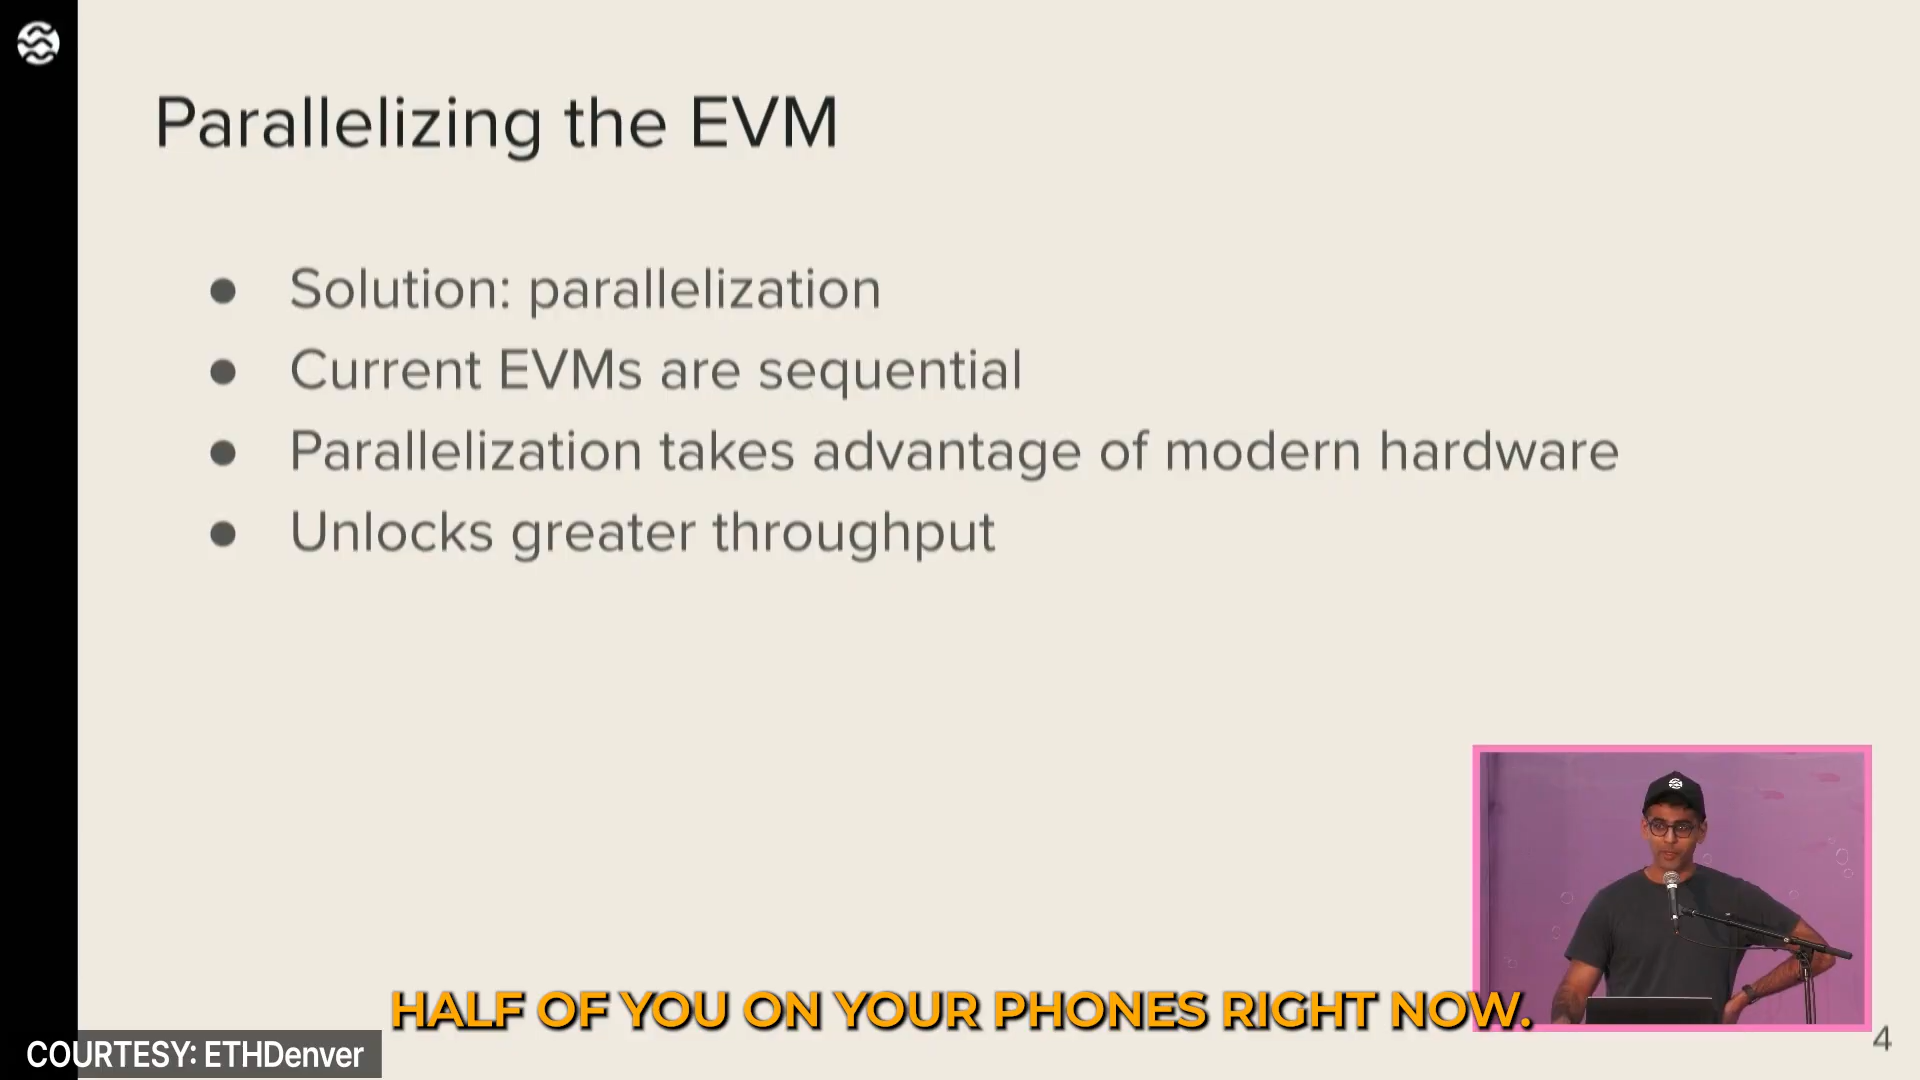 Parallelizing the EVM
● Solution: parallelization
● Current EVMs are sequential
● Parallelization takes advantage of modern hardware
● Unlocks greater throughput
HALF OF YOU ON YOUR PHONES RIGHT NOW.
COURTESY: ETHDenver
4